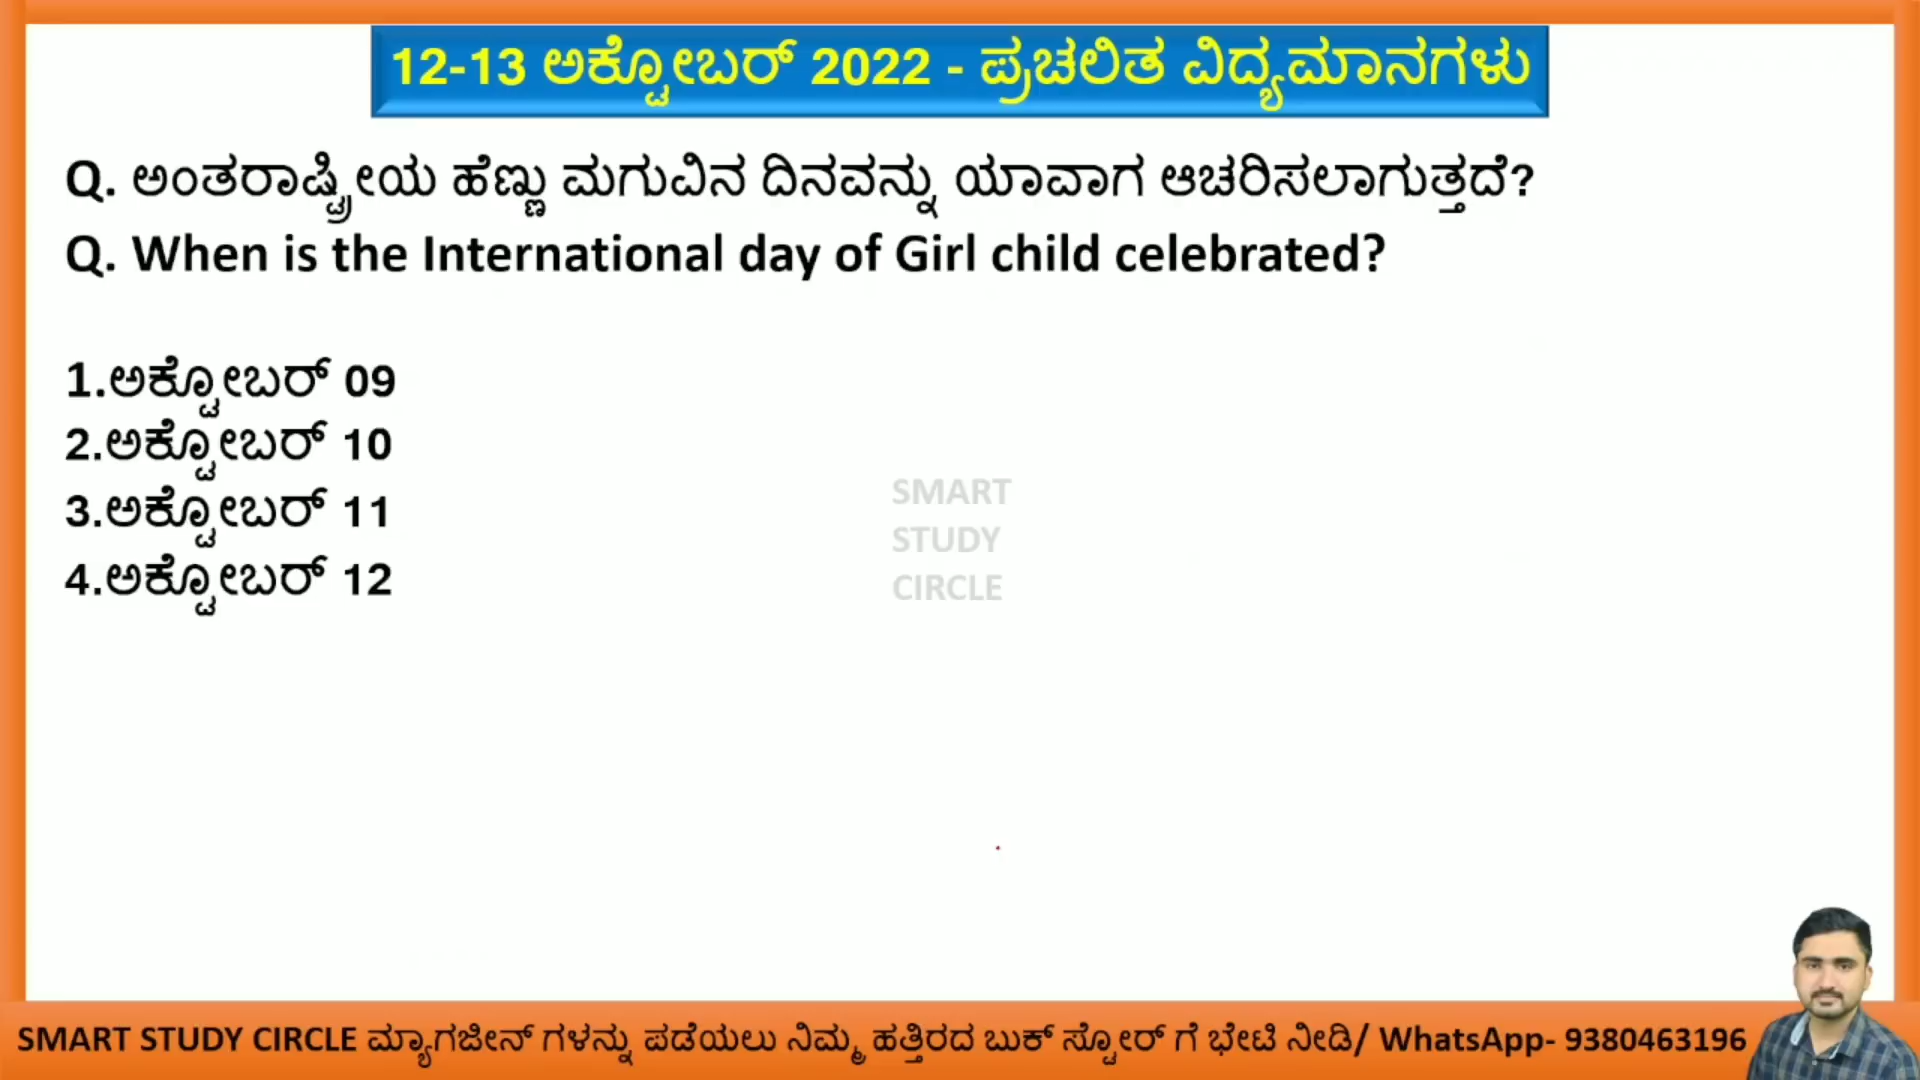 12-13 ಅಕ್ಟೋಬರ್ 2022 - ಪ್ರಚಲಿತ ವಿದ್ಯಮಾನಗಳು
Q. ಅಂತರಾಷ್ಟ್ರೀಯ ಹೆಣ್ಣು ಮಗುವಿನ ದಿನವನ್ನು ಯಾವಾಗ ಆಚರಿಸಲಾಗುತ್ತದೆ?
Q. When is the International day of Girl child celebrated?
1.ಅಕ್ಟೋಬರ್ 09
2.ಅಕ್ಟೋಬರ್ 10
3.ಅಕ್ಟೋಬರ್ 11
4.ಅಕ್ಟೋಬರ್ 12
SMART
STUDY
CIRCLE
SMART STUDY CIRCLE ಮ್ಯಾಗಜೀನ್ ಗಳನ್ನು ಪಡೆಯಲು ನಿಮ್ಮ ಹತ್ತಿರದ ಬುಕ್ ಸ್ಟೋರ್ ಗೆ ಭೇಟಿ ನೀಡಿ/ WhatsApp- 9380463196